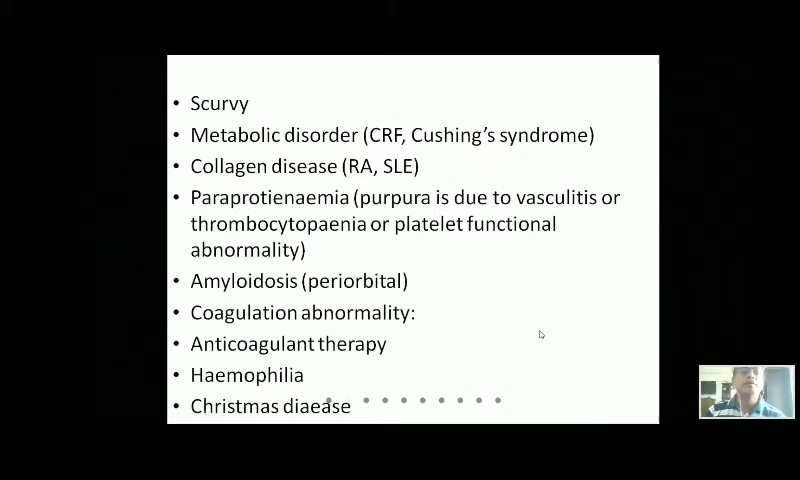 • Scurvy
• Metabolic disorder (CRF, Cushing's syndrome)
• Collagen disease (RA, SLE)
• Paraprotienaemia (purpura is due to vasculitis or
thrombocytopaenia or platelet functional
abnormality)
• Amyloidosis (periorbital)
• Coagulation abnormality:
• Anticoagulant therapy
• Haemophilia
• Christmas diaease